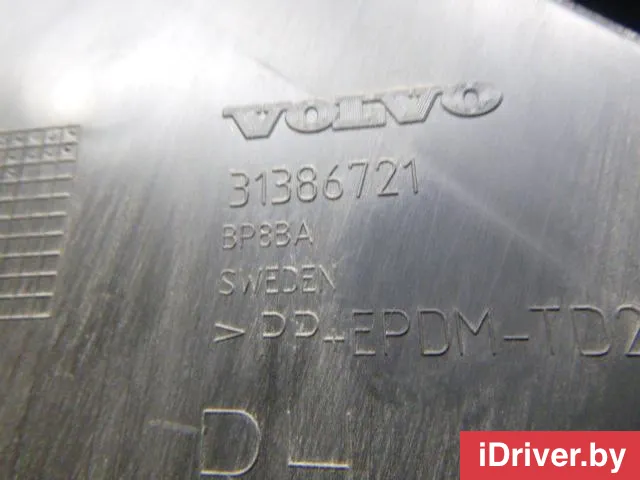 VOLVO
31386721
BP8BA
SWEDEN
>PP+EPDM-TD2
iDriver.by